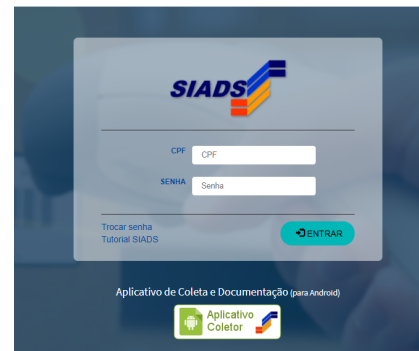 SIADS
CPF
CPF
SENHA
Senha
Trocar senha
Tutorial SIADS
ENTRAR
Aplicativo de Coleta e Documentação (para Android)
Aplicativo
Coletor